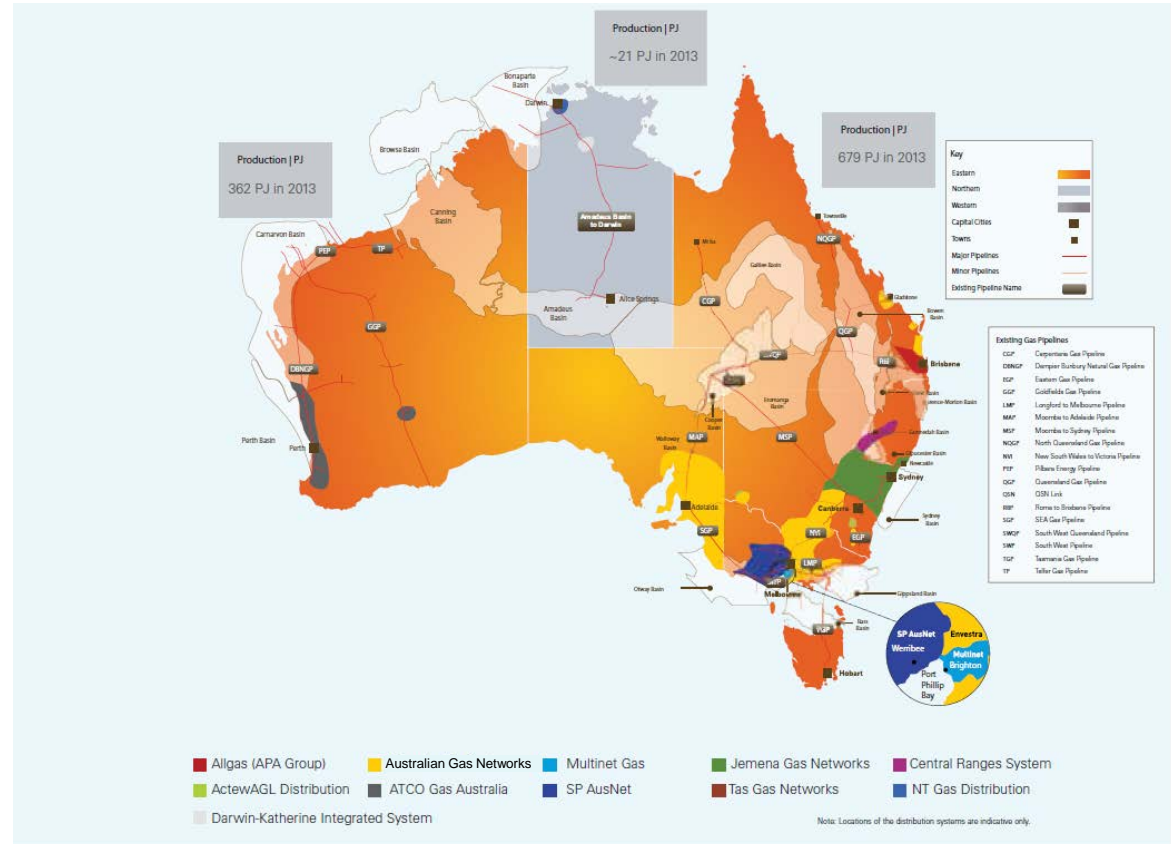 Production | PJ
~21 PJ in 2013
Production | PJ
679 PJ in 2013
Production | PJ
362 PJ in 2013
Bonaparte
Basin
Darwin
Browse Basin
Canning
Basin
Carnarvon Basin
PEP
TP
GGP
DBNGP
Perth Basin
Perth
Amadeus Basin
to Darwin
Alice Springs
Amadeus
Basin
Mt Isa
Townsville
NQGP
Galilee Basin
CGP
Gladstone
Bowen
Basin
QGP
Brisbane
Eromanga
Basin
Cooper
Basin
Gunnedah Basin
Gloucester Basin
Newcastle
Sydney
Sydney
Basin
MAP
MSP
Adelaide
SGP
Canberra
NVI
EGP
LMP
Melbourne
Otway Basin
Gippsland Basin
Bass
Basin
Hobart
SP AusNet
Werribee
Envestra
Multinet
Brighton
Port
Phillip
Bay
Key
Eastern
Northern
Western
Capital Cities
Towns
Major Pipelines
Minor Pipelines
Existing Pipeline Name
Existing Gas Pipelines
CGP Carpentaria Gas Pipeline
DBNGP Dampier Bunbury Natural Gas Pipeline
EGP Eastern Gas Pipeline
GGP Goldfields Gas Pipeline
LMP Longford to Melbourne Pipeline
MAP Moomba to Adelaide Pipeline
MSP Moomba to Sydney Pipeline
NQGP North Queensland Gas Pipeline
NVI New South Wales to Victoria Pipeline
PEP Pilbara Energy Pipeline
QGP Queensland Gas Pipeline
QSN QSN Link
RBP Roma to Brisbane Pipeline
SGP SEA Gas Pipeline
SWQP South West Queensland Pipeline
SWP South West Pipeline
TGP Tasmania Gas Pipeline
TP Telfer Gas Pipeline
Allgas (APA Group)
Australian Gas Networks
Multinet Gas
Jemena Gas Networks
Central Ranges System
ActewAGL Distribution
ATCO Gas Australia
SP AusNet
Tas Gas Networks
NT Gas Distribution
Darwin-Katherine Integrated System
Note: Locations of the distribution systems are indicative only.